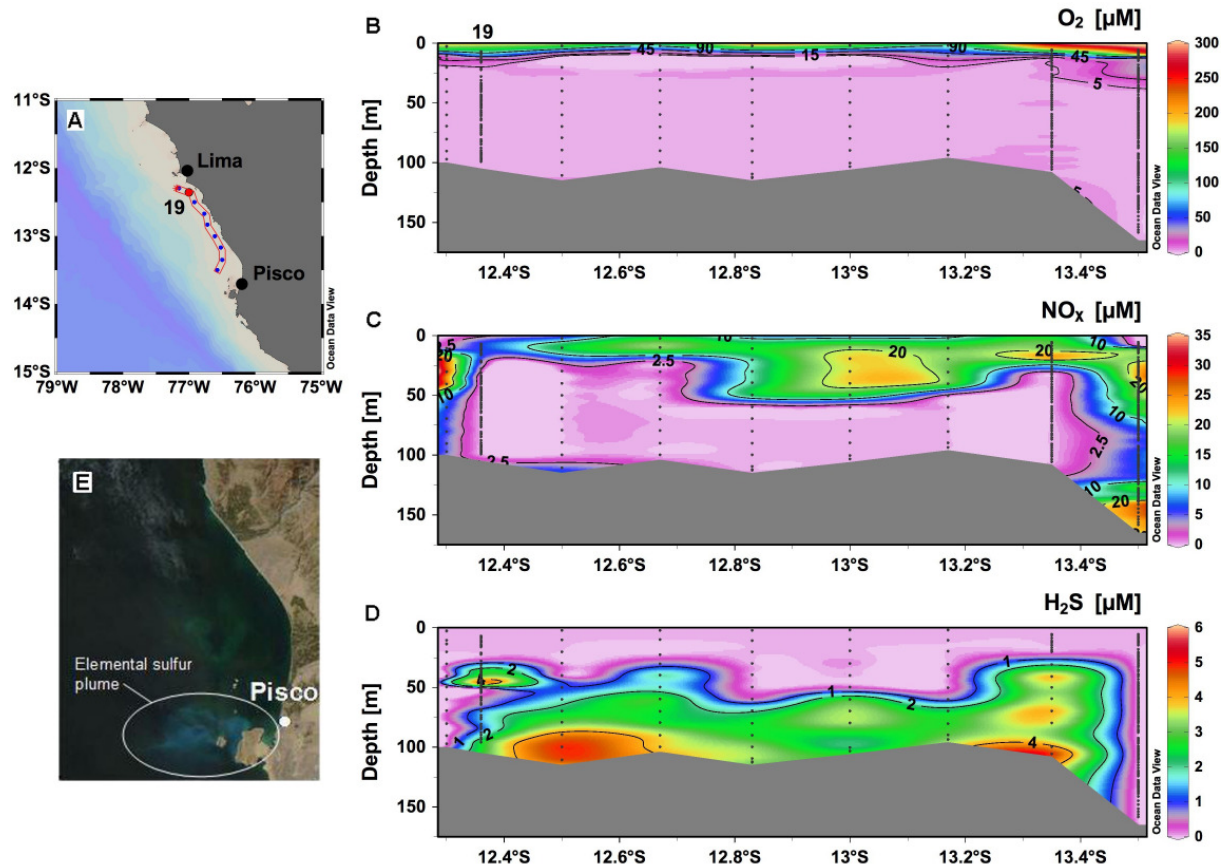 A
11°S
12°S
13°S
14°S
15°S
79°W
78°W
77°W
76°W
75°W
Lima
19
Pisco
Ocean Data View
B
O₂ [µM]
19
0
50
100
150
Depth [m]
45
90
15
90
45
5
5
12.4°S
12.6°S
12.8°S
13°S
13.2°S
13.4°S
Ocean Data View
300
250
200
150
100
50
0
C
NOₓ [µM]
0
50
100
150
Depth [m]
2.5
20
10
2.5
2.5
10
20
20
10
20
10
2.5
10
20
12.4°S
12.6°S
12.8°S
13°S
13.2°S
13.4°S
Ocean Data View
35
30
25
20
15
10
5
0
D
H₂S [µM]
0
50
100
150
Depth [m]
2
4
1
2
1
2
1
4
12.4°S
12.6°S
12.8°S
13°S
13.2°S
13.4°S
Ocean Data View
6
5
4
3
2
1
0
E
Elemental sulfur
plume
Pisco